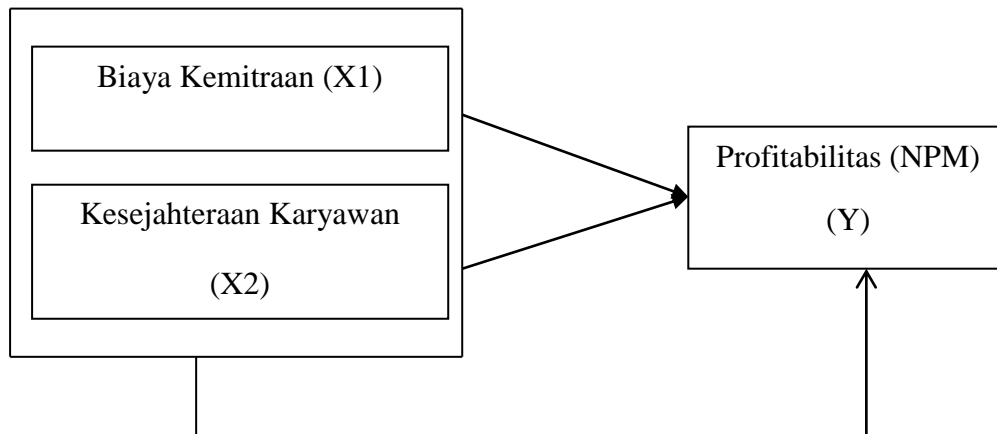 Biaya Kemitraan (X1)
Kesejahteraan Karyawan
(X2)
Profitabilitas (NPM)
(Y)